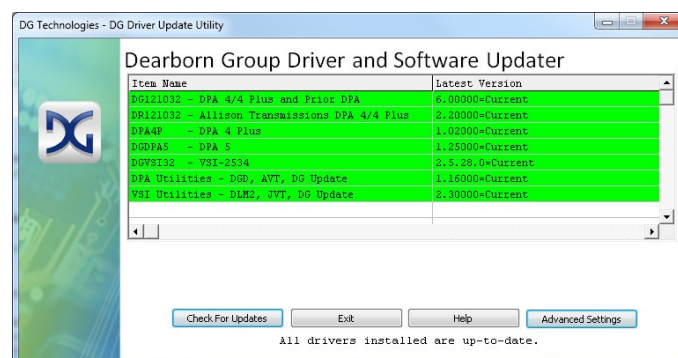 DG Technologies - DG Driver Update Utility
Dearborn Group Driver and Software Updater
Item Name Latest Version
DG121032 - DPA 4/4 Plus and Prior DPA 6.00000=Current
DR121032 - Allison Transmissions DPA 4/4 Plus 2.20000=Current
DPA4P - DPA 4 Plus 1.02000=Current
DGDPA5 - DPA 5 1.25000=Current
DGVSI32 - VSI-2534 2.5.28.0=Current
DPA Utilities - DGD, AVT, DG Update 1.16000=Current
VSI Utilities - DLM2, JVT, DG Update 2.30000=Current
DG
Check For Updates Exit Help Advanced Settings
All drivers installed are up-to-date.